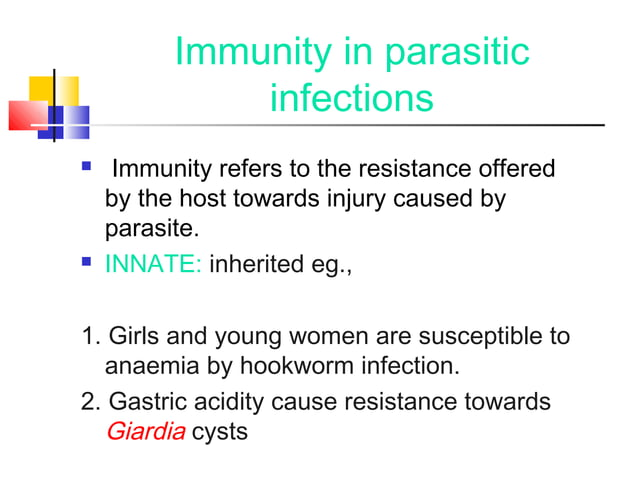 Immunity in parasitic
infections
Immunity refers to the resistance offered
by the host towards injury caused by
parasite.
INNATE: inherited eg.,
1. Girls and young women are susceptible to
anaemia by hookworm infection.
2. Gastric acidity cause resistance towards
Giardia cysts